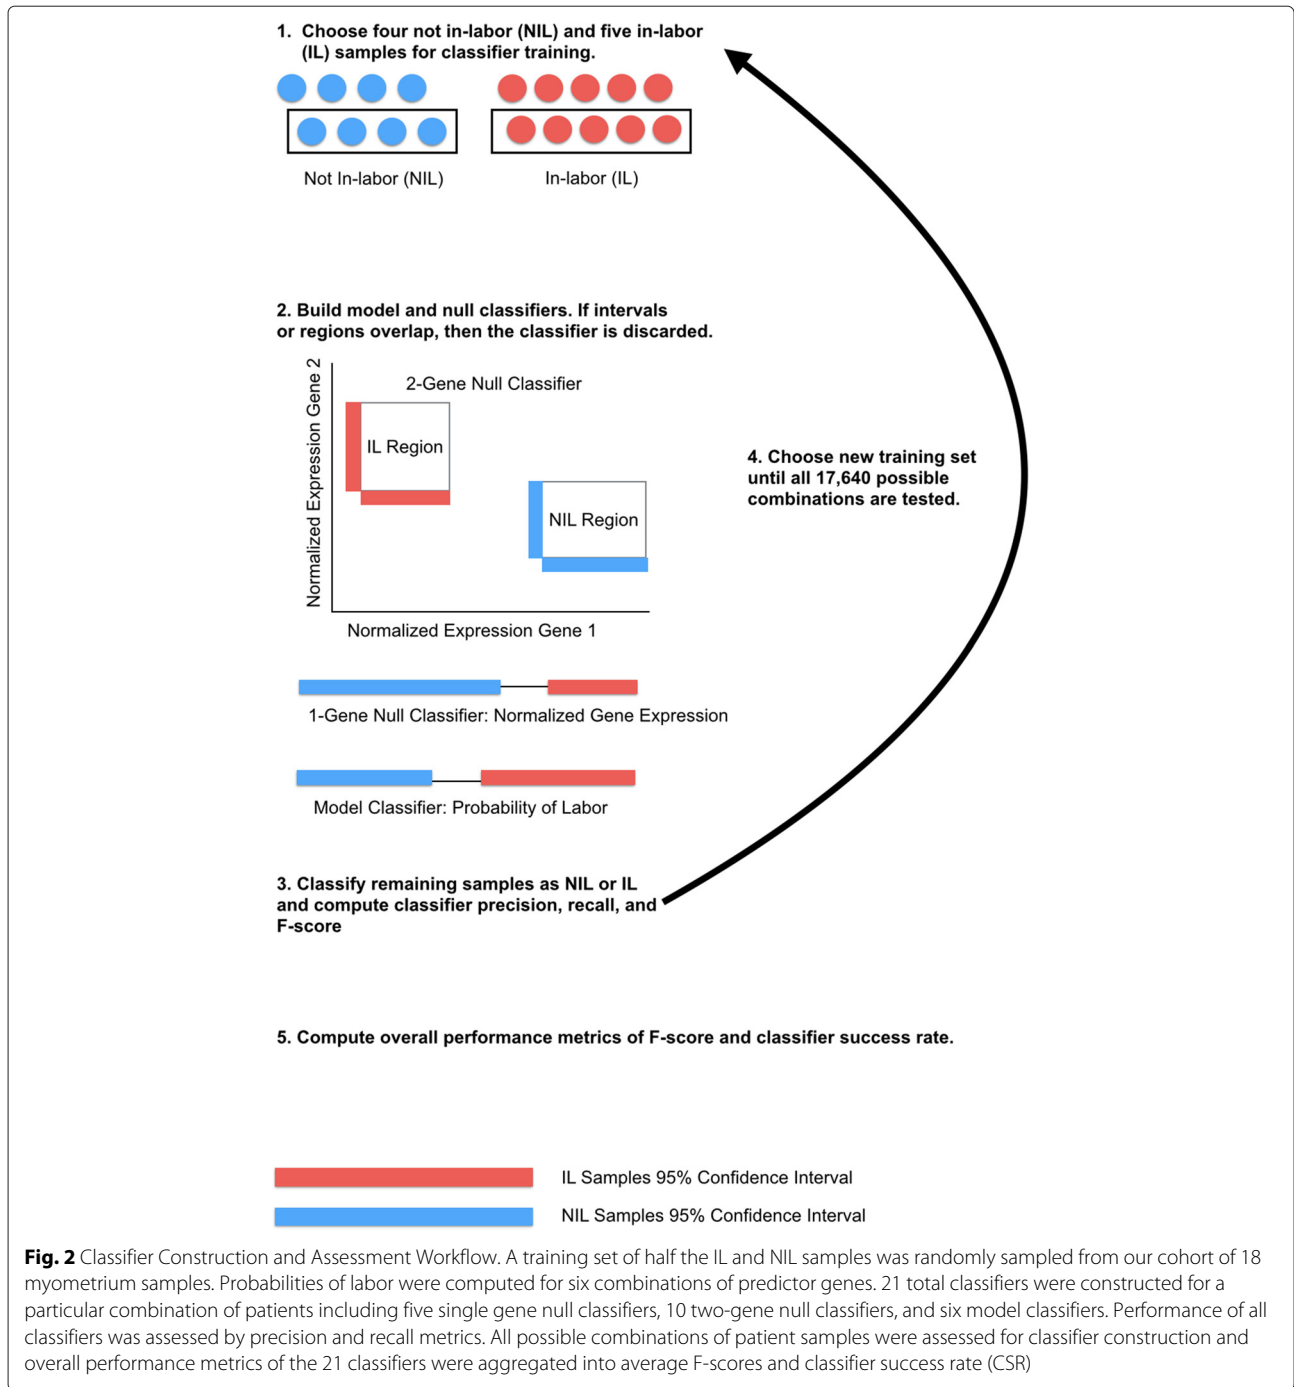 1. Choose four not in-labor (NIL) and five in-labor
(IL) samples for classifier training.
Not In-labor (NIL)
In-labor (IL)
2. Build model and null classifiers. If intervals
or regions overlap, then the classifier is discarded.
Normalized Expression Gene 2
2-Gene Null Classifier
IL Region
NIL Region
Normalized Expression Gene 1
1-Gene Null Classifier: Normalized Gene Expression
Model Classifier: Probability of Labor
3. Classify remaining samples as NIL or IL
and compute classifier precision, recall, and
F-score
4. Choose new training set
until all 17,640 possible
combinations are tested.
5. Compute overall performance metrics of F-score and classifier success rate.
IL Samples 95% Confidence Interval
NIL Samples 95% Confidence Interval
Fig. 2 Classifier Construction and Assessment Workflow. A training set of half the IL and NIL samples was randomly sampled from our cohort of 18
myometrium samples. Probabilities of labor were computed for six combinations of predictor genes. 21 total classifiers were constructed for a
particular combination of patients including five single gene null classifiers, 10 two-gene null classifiers, and six model classifiers. Performance of all
classifiers was assessed by precision and recall metrics. All possible combinations of patient samples were assessed for classifier construction and
overall performance metrics of the 21 classifiers were aggregated into average F-scores and classifier success rate (CSR)